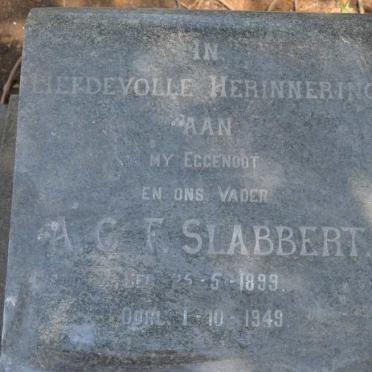 IN
LIEFDEVOLLE HERINNERING
AAN
MY EGGENOOT
EN ONS VADER
A. C. F. SLABBERT.
GEB. 25-5-1899.
OORL. 1-10-1949